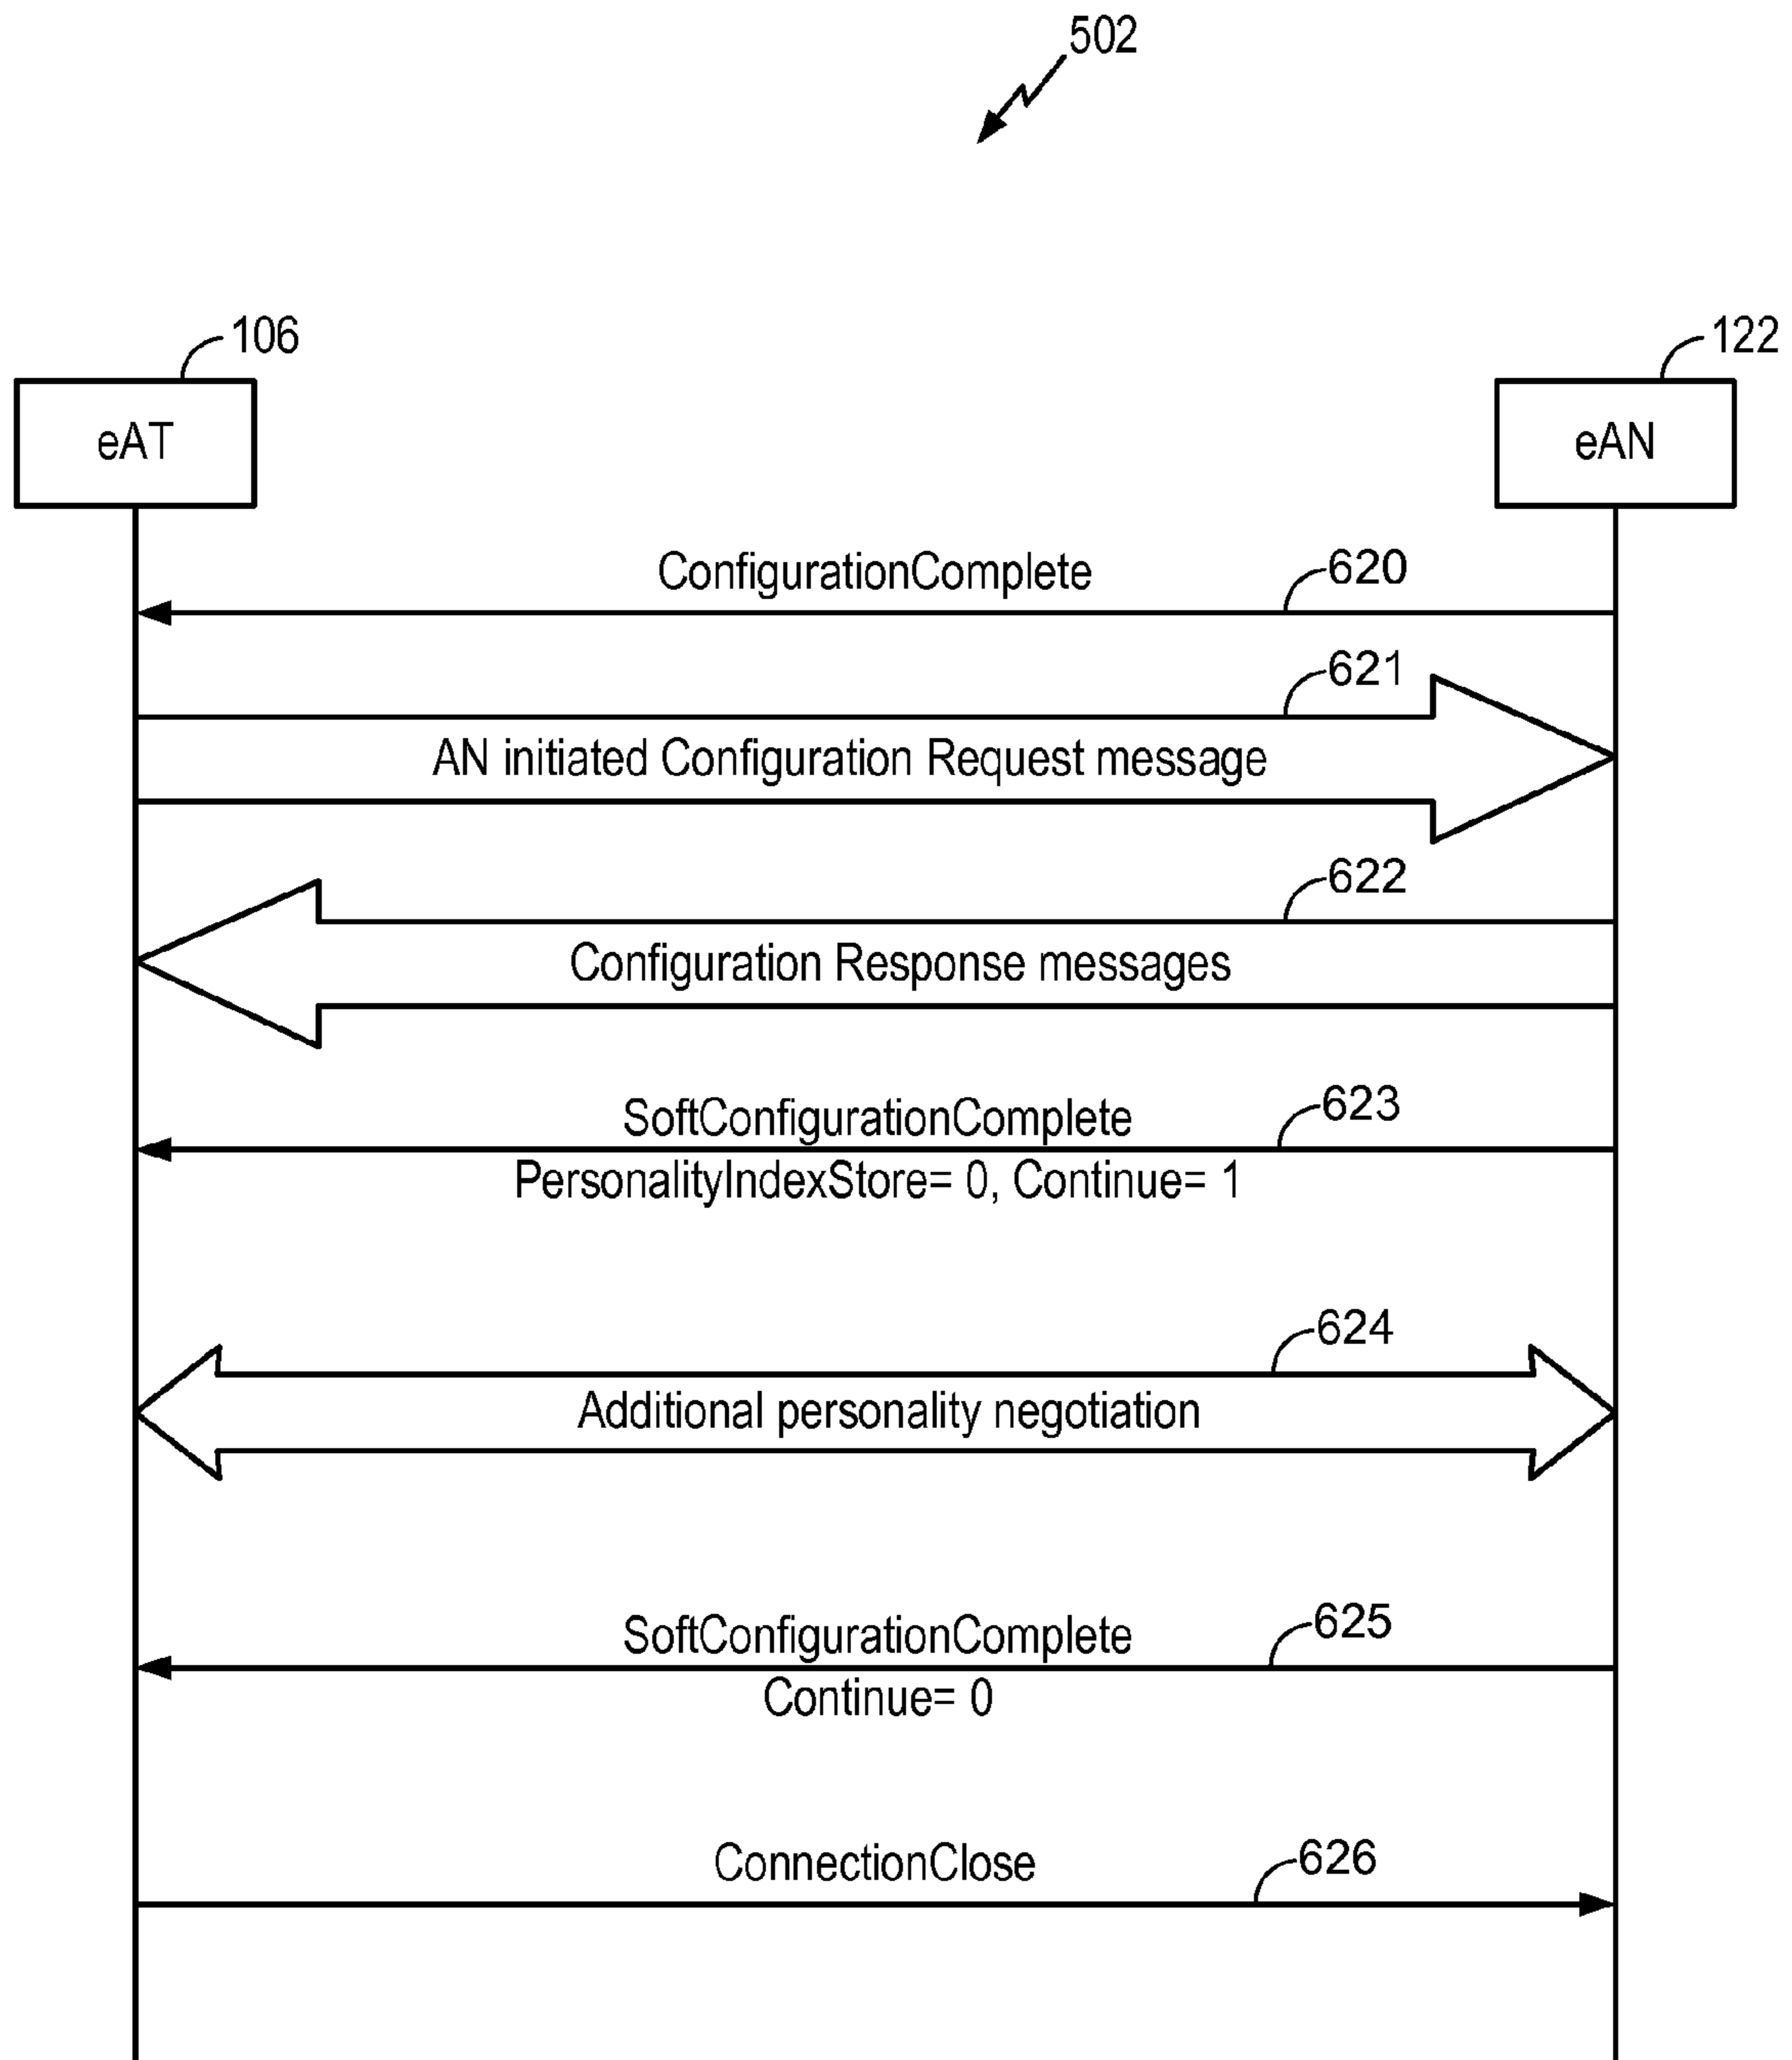 502
106
122
eAT
eAN
ConfigurationComplete
620
621
AN initiated Configuration Request message
622
Configuration Response messages
623
SoftConfigurationComplete
PersonalityIndexStore= 0, Continue= 1
624
Additional personality negotiation
625
SoftConfigurationComplete
Continue= 0
ConnectionClose
626